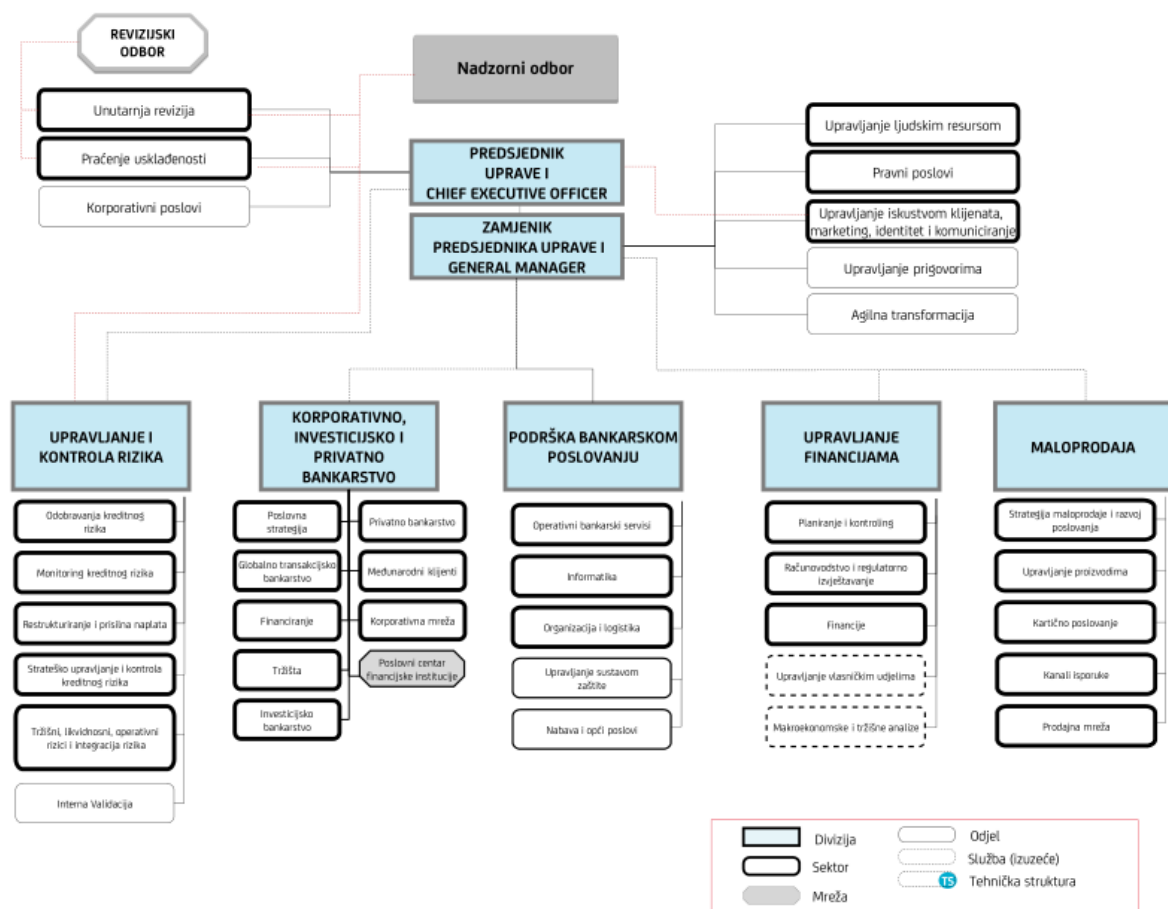 REVIZIJSKI
ODBOR
Nadzorni odbor
Unutarnja revizija
Praćenje usklađenosti
Korporativni poslovi
PREDSJEDNIK
UPRAVE I
CHIEF EXECUTIVE OFFICER
ZAMJENIK
PREDSJEDNIKA UPRAVE I
GENERAL MANAGER
Upravljanje ljudskim resursom
Pravni poslovi
Upravljanje iskustvom klijenata,
marketing, identitet i komuniciranje
Upravljanje prigovorima
Agilna transformacija
UPRAVLJANJE I
KONTROLA RIZIKA
Odobravanja kreditnog
rizika
Monitoring kreditnog rizika
Restrukturiranje i prisilna naplata
Strateško upravljanje i kontrola
kreditnog rizika
Tržišni, likvidnosni, operativni
rizici i integracija rizika
Interna Validacija
KORPORATIVNO,
INVESTICIJSKO I
PRIVATNO
BANKARSTVO
Poslovna
strategija
Privatno bankarstvo
Globalno transakcijsko
bankarstvo
Međunarodni klijenti
Financiranje
Korporativna mreža
Tržišta
Poslovni centar
financijske institucije
Investicijsko
bankarstvo
PODRŠKA BANKARSKOM
POSLOVANJU
Operativni bankarski servisi
Informatika
Organizacija i logistika
Upravljanje sustavom
zaštite
Nabava i opći poslovi
UPRAVLJANJE
FINANCIJAMA
Planiranje i kontroling
Računovodstvo i regulatorno
izvještavanje
Financije
Upravljanje vlasničkim udjelima
Makroekonomske i tržišne analize
MALOPRODAJA
Strategija maloprodaje i razvoj
poslovanja
Upravljanje proizvodima
Kartično poslovanje
Kanali isporuke
Prodajna mreža
Divizija
Sektor
Mreža
Odjel
Služba (izuzeće)
TS Tehnička struktura